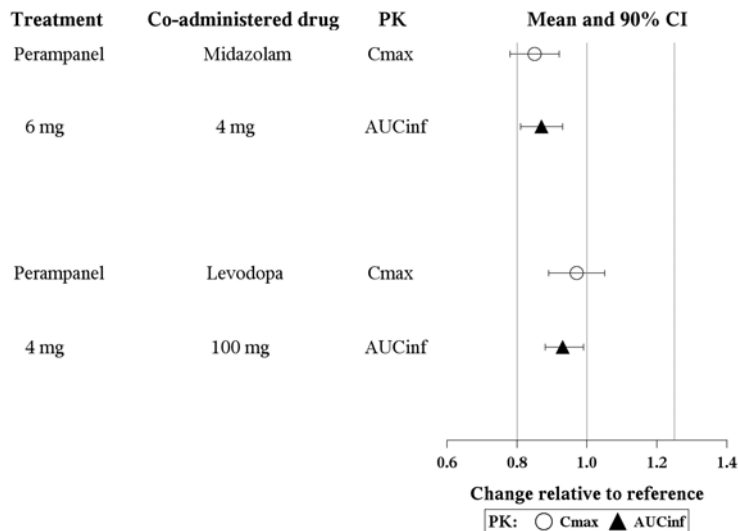 Treatment Co-administered drug PK Mean and 90% CI
Perampanel Midazolam Cmax
6 mg 4 mg AUCinf
Perampanel Levodopa Cmax
4 mg 100 mg AUCinf
0.6 0.8 1.0 1.2 1.4
Change relative to reference
PK: Cmax AUCinf